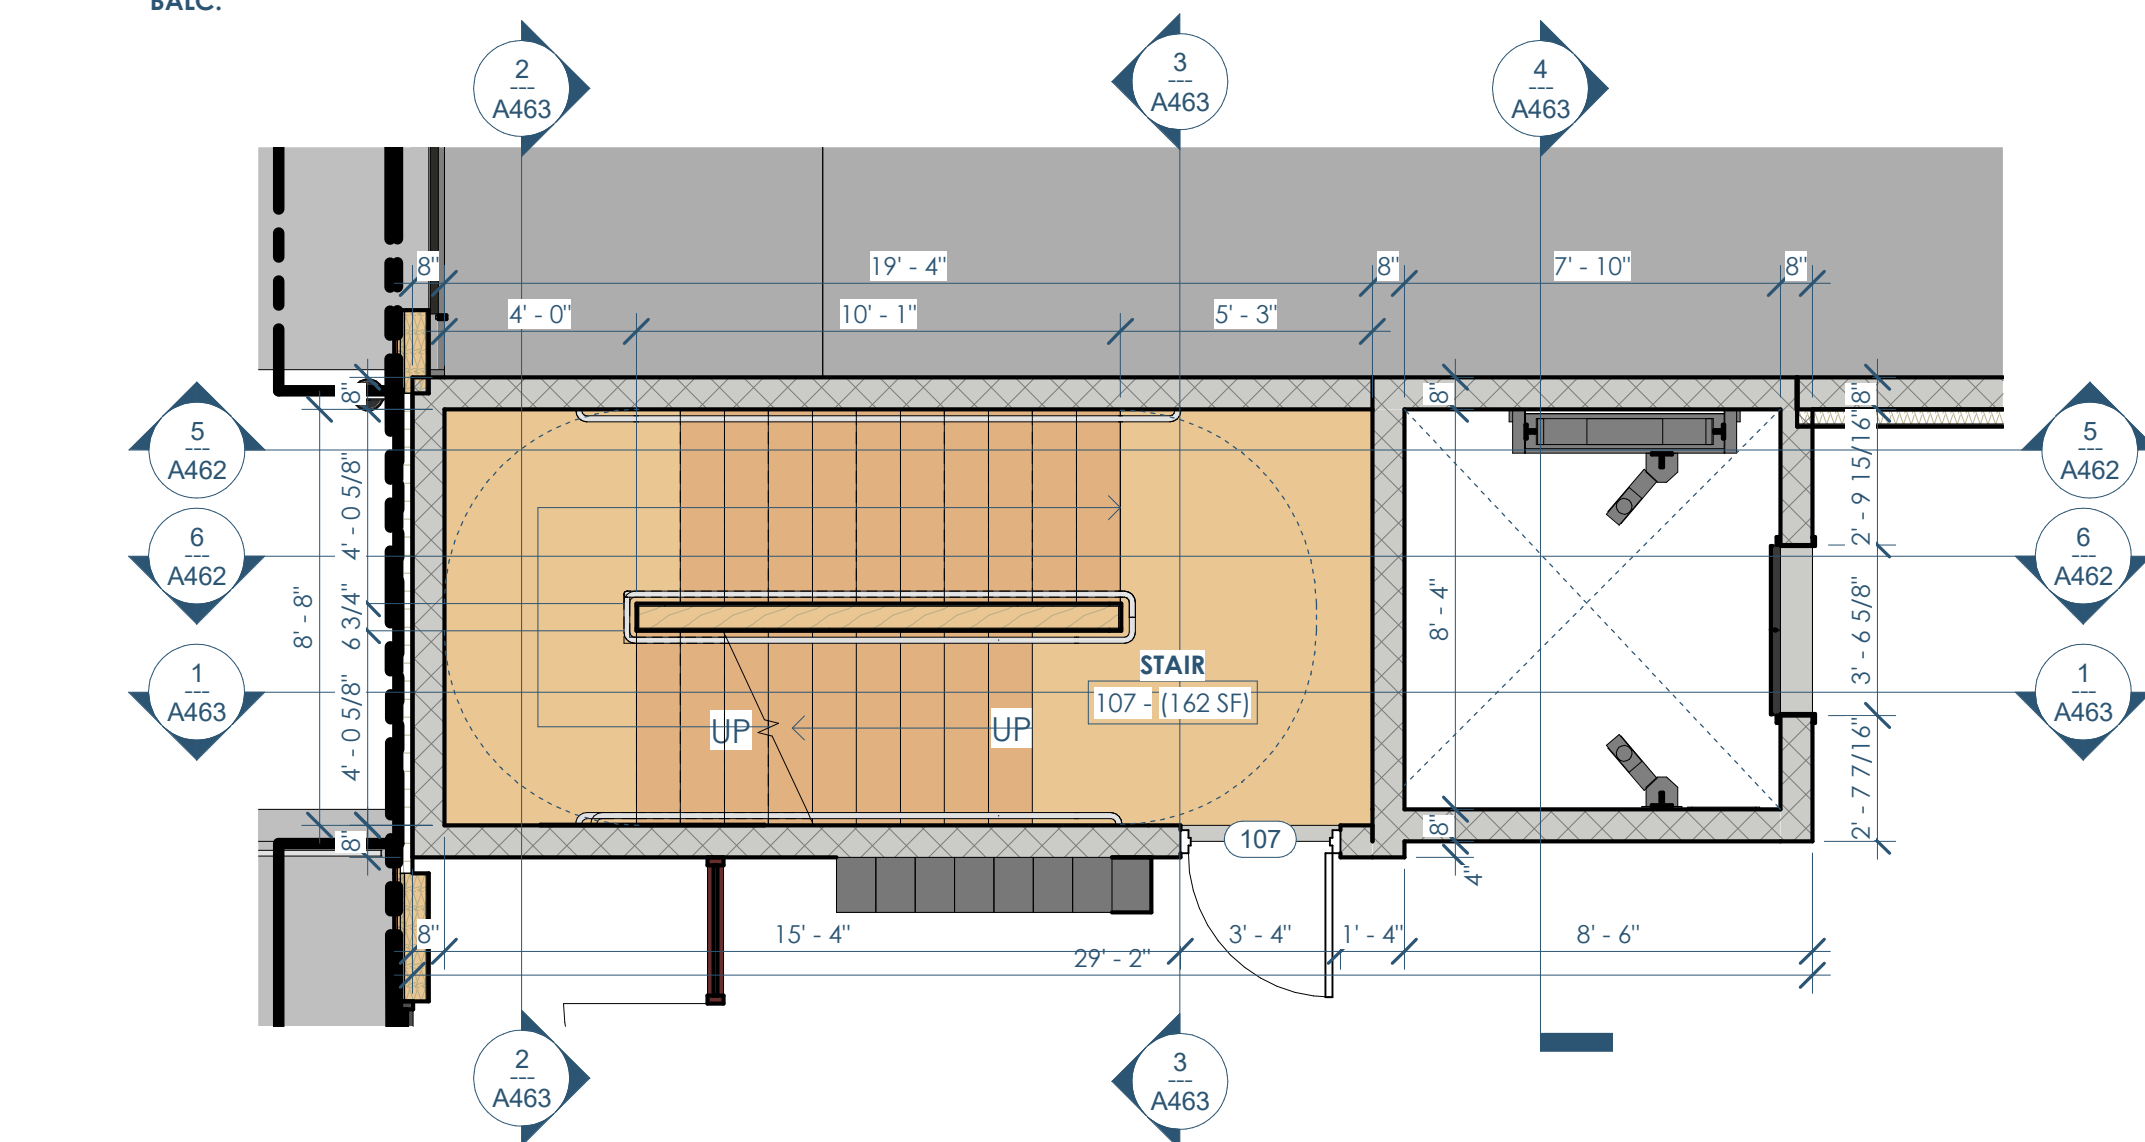 BALC.
2
---
A463
3
---
A463
4
---
A463
8"
19' - 4"
8"
7' - 10"
8"
4' - 0"
10' - 1"
5' - 3"
8"
8"
8"
5
---
A462
5
---
A462
4' - 0 5/8"
2' - 9 15/16"
6
---
A462
6
---
A462
8' - 8"
6 3/4"
8' - 4"
3' - 6 5/8"
STAIR
107 - (162 SF)
1
---
A463
1
---
A463
4' - 0 5/8"
UP
UP
2' - 7 7/16"
8"
107
8"
4"
8"
15' - 4"
3' - 4"
1' - 4"
8' - 6"
29' - 2"
2
---
A463
3
---
A463